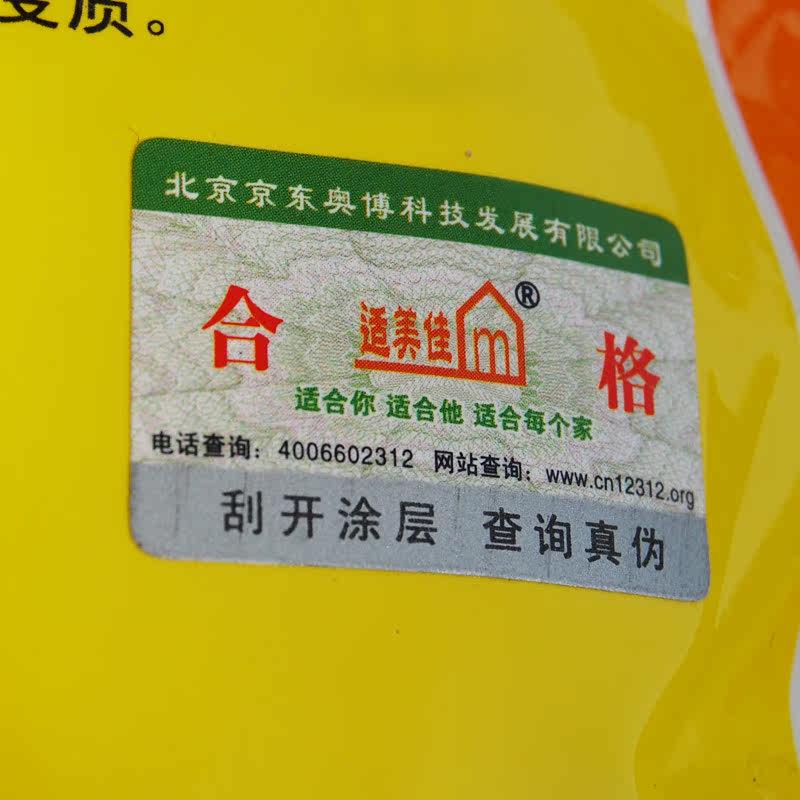 变质。
北京京东奥博科技发展有限公司
合 适美佳 m® 格
适合你 适合他 适合每个家
电话查询：4006602312 网站查询：www.cn12312.org
刮开涂层 查询真伪